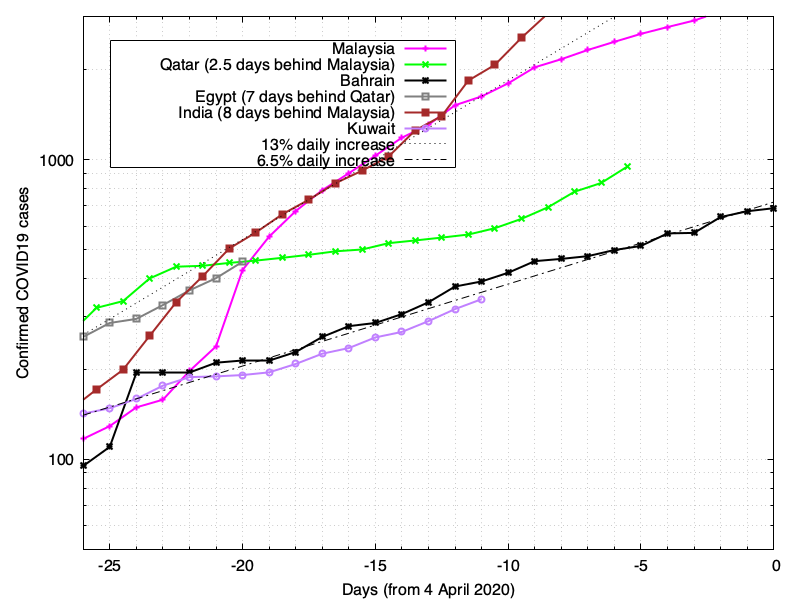 Malaysia
Qatar (2.5 days behind Malaysia)
Bahrain
Egypt (7 days behind Qatar)
India (8 days behind Malaysia)
Kuwait
13% daily increase
6.5% daily increase
1000
100
Confirmed COVID19 cases
-25 -20 -15 -10 -5 0
Days (from 4 April 2020)